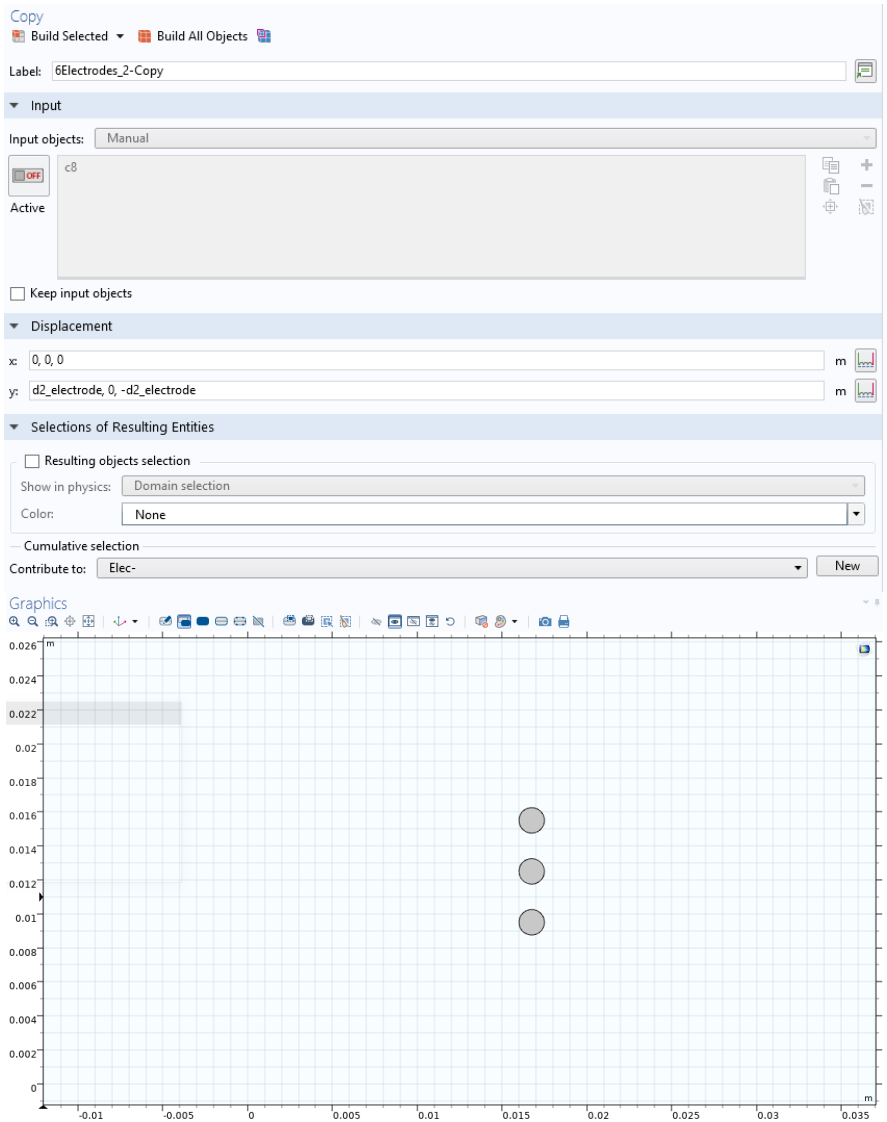 Copy
Build Selected Build All Objects
Label: 6Electrodes_2-Copy
Input
Input objects: Manual
OFF c8
Active
Keep input objects
Displacement
x: 0, 0, 0 m
y: d2_electrode, 0, -d2_electrode m
Selections of Resulting Entities
Resulting objects selection
Show in physics: Domain selection
Color: None
Cumulative selection
Contribute to: Elec- New
Graphics
0.026 m
0.024
0.022
0.02
0.018
0.016
0.014
0.012
0.01
0.008
0.006
0.004
0.002
0
m
-0.01 -0.005 0 0.005 0.01 0.015 0.02 0.025 0.03 0.035